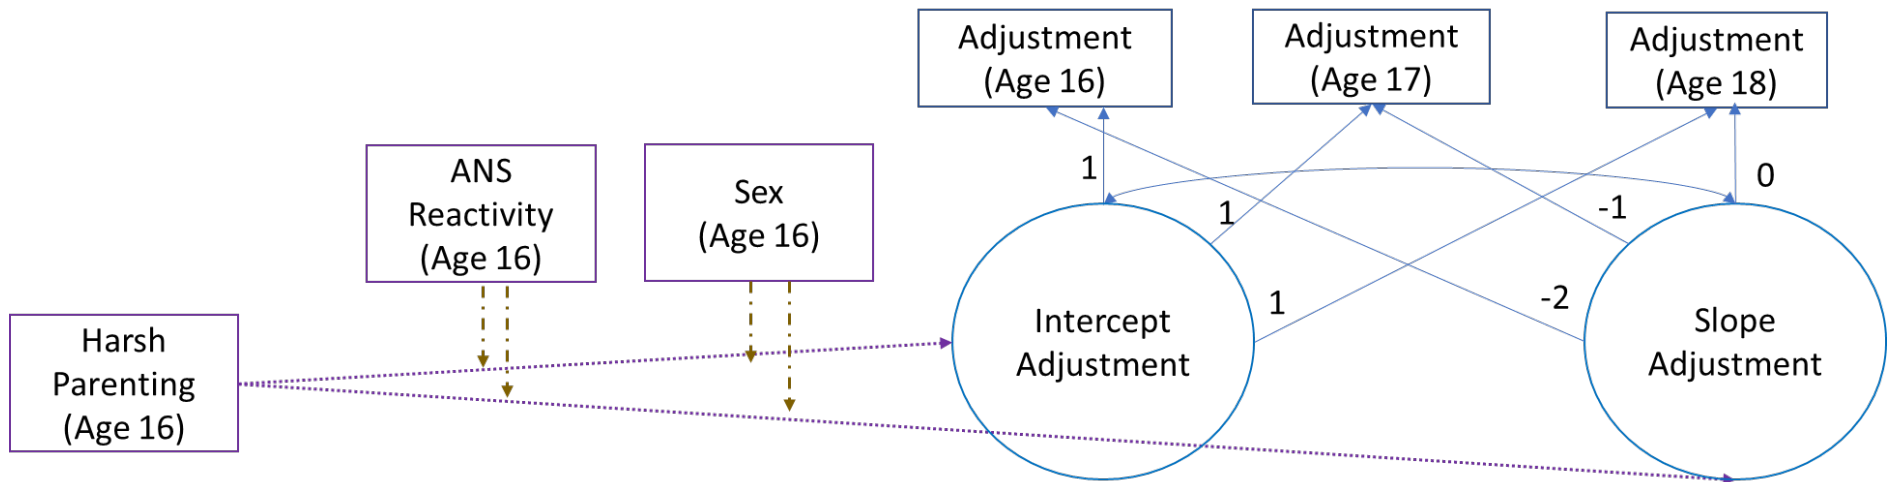 Adjustment
(Age 16)
Adjustment
(Age 17)
Adjustment
(Age 18)
ANS
Reactivity
(Age 16)
Sex
(Age 16)
Harsh
Parenting
(Age 16)
1
1
1
-2
-1
0
Intercept
Adjustment
Slope
Adjustment